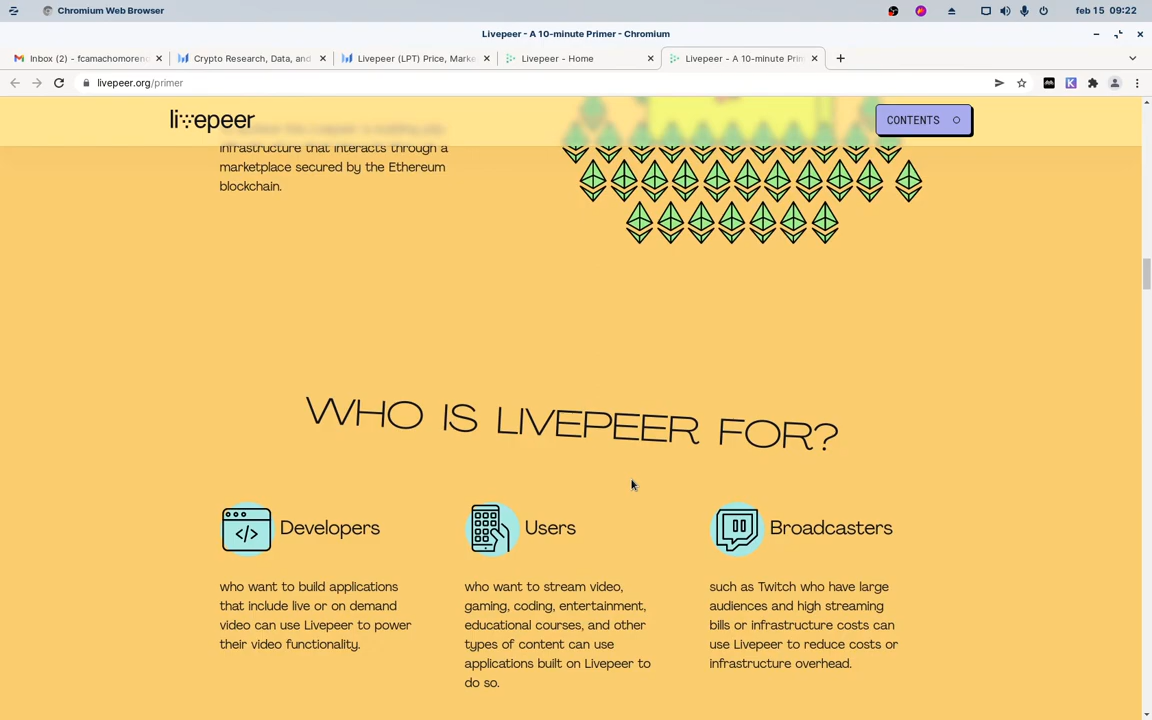 Chromium Web Browser
feb 15 09:22
Livepeer - A 10-minute Primer - Chromium
Inbox (2) - fcamachomoreno
Crypto Research, Data, and
Livepeer (LPT) Price, Marke
Livepeer - Home
Livepeer - A 10-minute Prim
livepeer.org/primer
livepeer
CONTENTS
infrastructure that interacts through a
marketplace secured by the Ethereum
blockchain.
WHO IS LIVEPEER FOR?
Developers
who want to build applications
that include live or on demand
video can use Livepeer to power
their video functionality.
Users
who want to stream video,
gaming, coding, entertainment,
educational courses, and other
types of content can use
applications built on Livepeer to
do so.
Broadcasters
such as Twitch who have large
audiences and high streaming
bills or infrastructure costs can
use Livepeer to reduce costs or
infrastructure overhead.